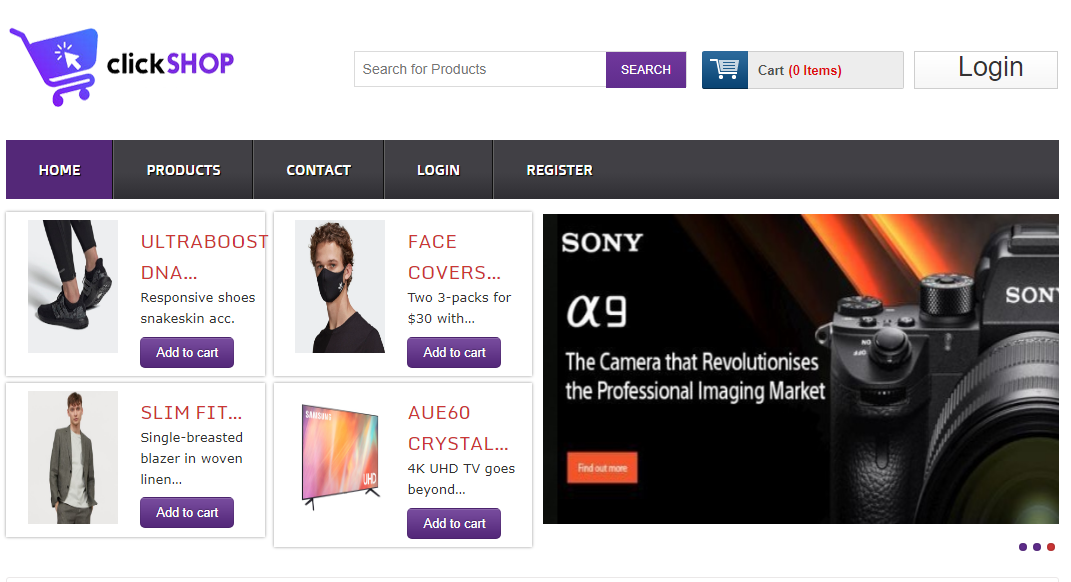 clickSHOP
Search for Products
SEARCH
Cart (0 Items)
Login
HOME
PRODUCTS
CONTACT
LOGIN
REGISTER
ULTRABOOST
DNA...
Responsive shoes
snakeskin acc.
Add to cart
FACE
COVERS...
Two 3-packs for
$30 with...
Add to cart
SLIM FIT...
Single-breasted
blazer in woven
linen...
Add to cart
SAMSUNG
UHD
AUE60
CRYSTAL...
4K UHD TV goes
beyond...
Add to cart
SONY
α9
The Camera that Revolutionises
the Professional Imaging Market
Find out more
SONY
ON
OFF